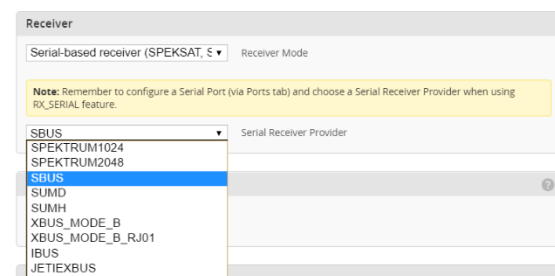 Receiver
Serial-based receiver (SPEKSAT, S Receiver Mode
Note: Remember to configure a Serial Port (via Ports tab) and choose a Serial Receiver Provider when using
RX_SERIAL feature.
SBUS Serial Receiver Provider
SPEKTRUM1024
SPEKTRUM2048
SBUS
SUMD
SUMH
XBUS_MODE_B
XBUS_MODE_B_RJ01
IBUS
JETIEXBUS